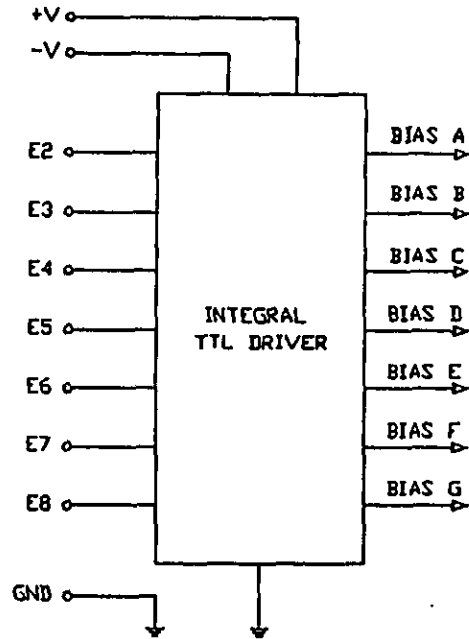 +V
-V
E2
BIAS A
E3
BIAS B
E4
BIAS C
INTEGRAL
TTL DRIVER
E5
BIAS D
E6
BIAS E
E7
BIAS F
E8
BIAS G
GND